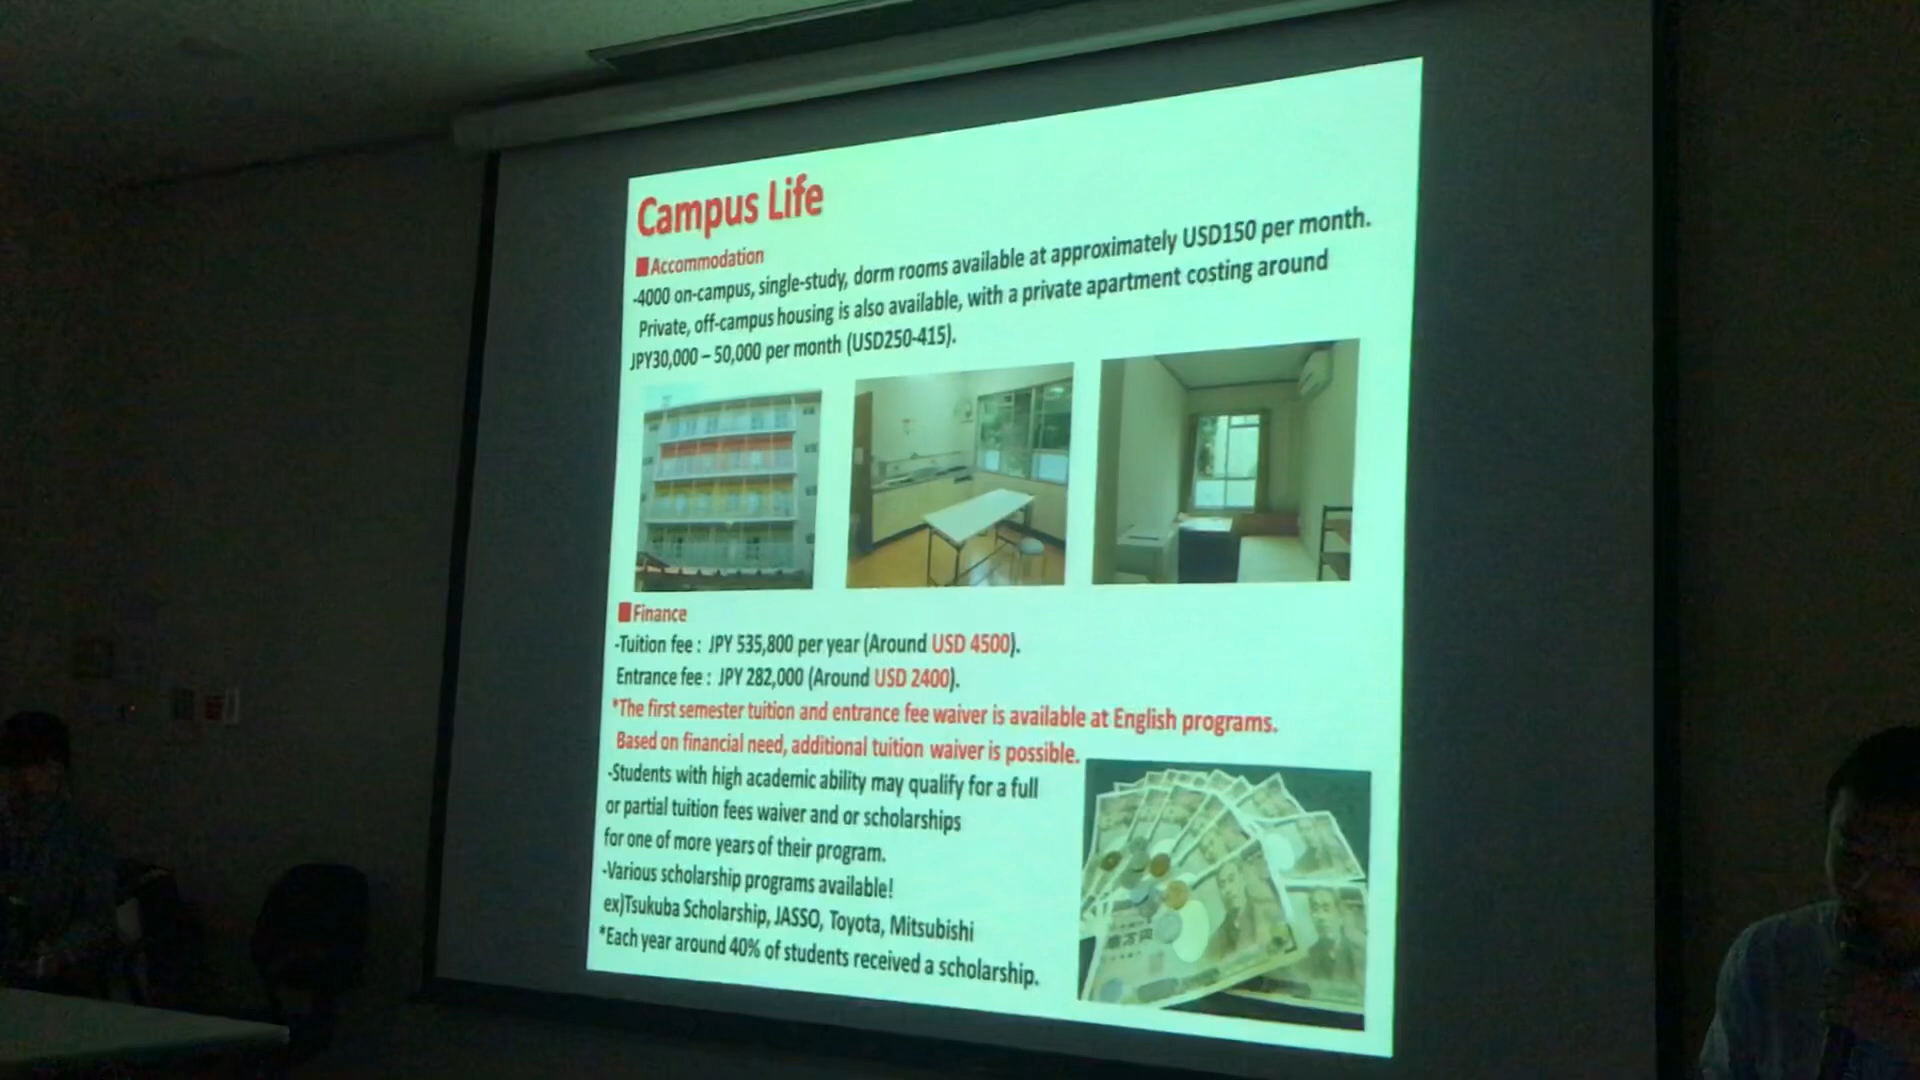 Campus Life
■Accommodation
-4000 on-campus, single-study, dorm rooms available at approximately USD150 per month.
Private, off-campus housing is also available, with a private apartment costing around
JPY30,000 – 50,000 per month (USD250-415).
■Finance
-Tuition fee : JPY 535,800 per year (Around USD 4500).
Entrance fee : JPY 282,000 (Around USD 2400).
*The first semester tuition and entrance fee waiver is available at English programs.
Based on financial need, additional tuition waiver is possible.
-Students with high academic ability may qualify for a full
or partial tuition fees waiver and or scholarships
for one of more years of their program.
-Various scholarship programs available!
ex)Tsukuba Scholarship, JASSO, Toyota, Mitsubishi
*Each year around 40% of students received a scholarship.